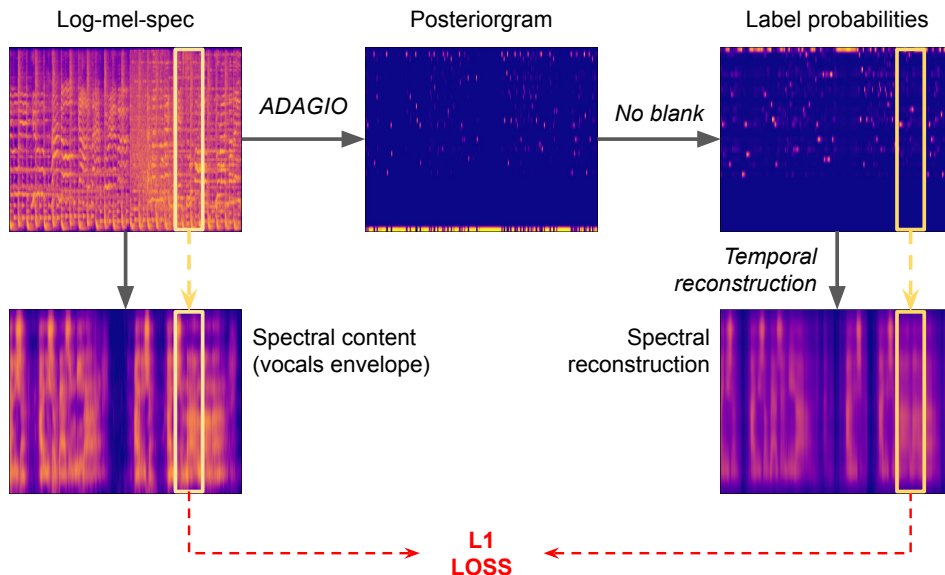 Log-mel-spec
Posteriorgram
Label probabilities
ADAGIO
No blank
Temporal
reconstruction
Spectral content
(vocals envelope)
Spectral
reconstruction
L1
LOSS